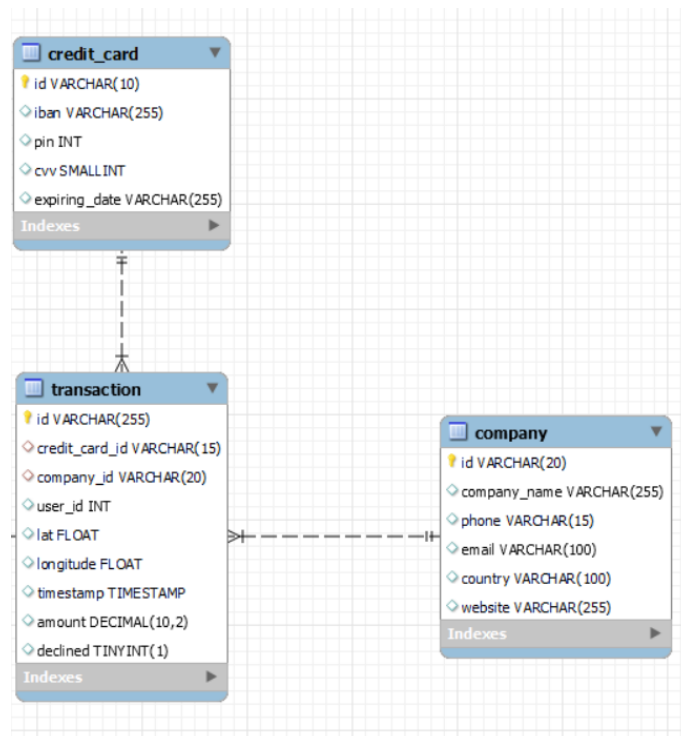 credit_card
id VARCHAR(10)
iban VARCHAR(255)
pin INT
cvv SMALLINT
expiring_date VARCHAR(255)
Indexes
transaction
id VARCHAR(255)
credit_card_id VARCHAR(15)
company_id VARCHAR(20)
user_id INT
lat FLOAT
longitude FLOAT
timestamp TIMESTAMP
amount DECIMAL(10,2)
declined TINYINT(1)
Indexes
company
id VARCHAR(20)
company_name VARCHAR(255)
phone VARCHAR(15)
email VARCHAR(100)
country VARCHAR(100)
website VARCHAR(255)
Indexes